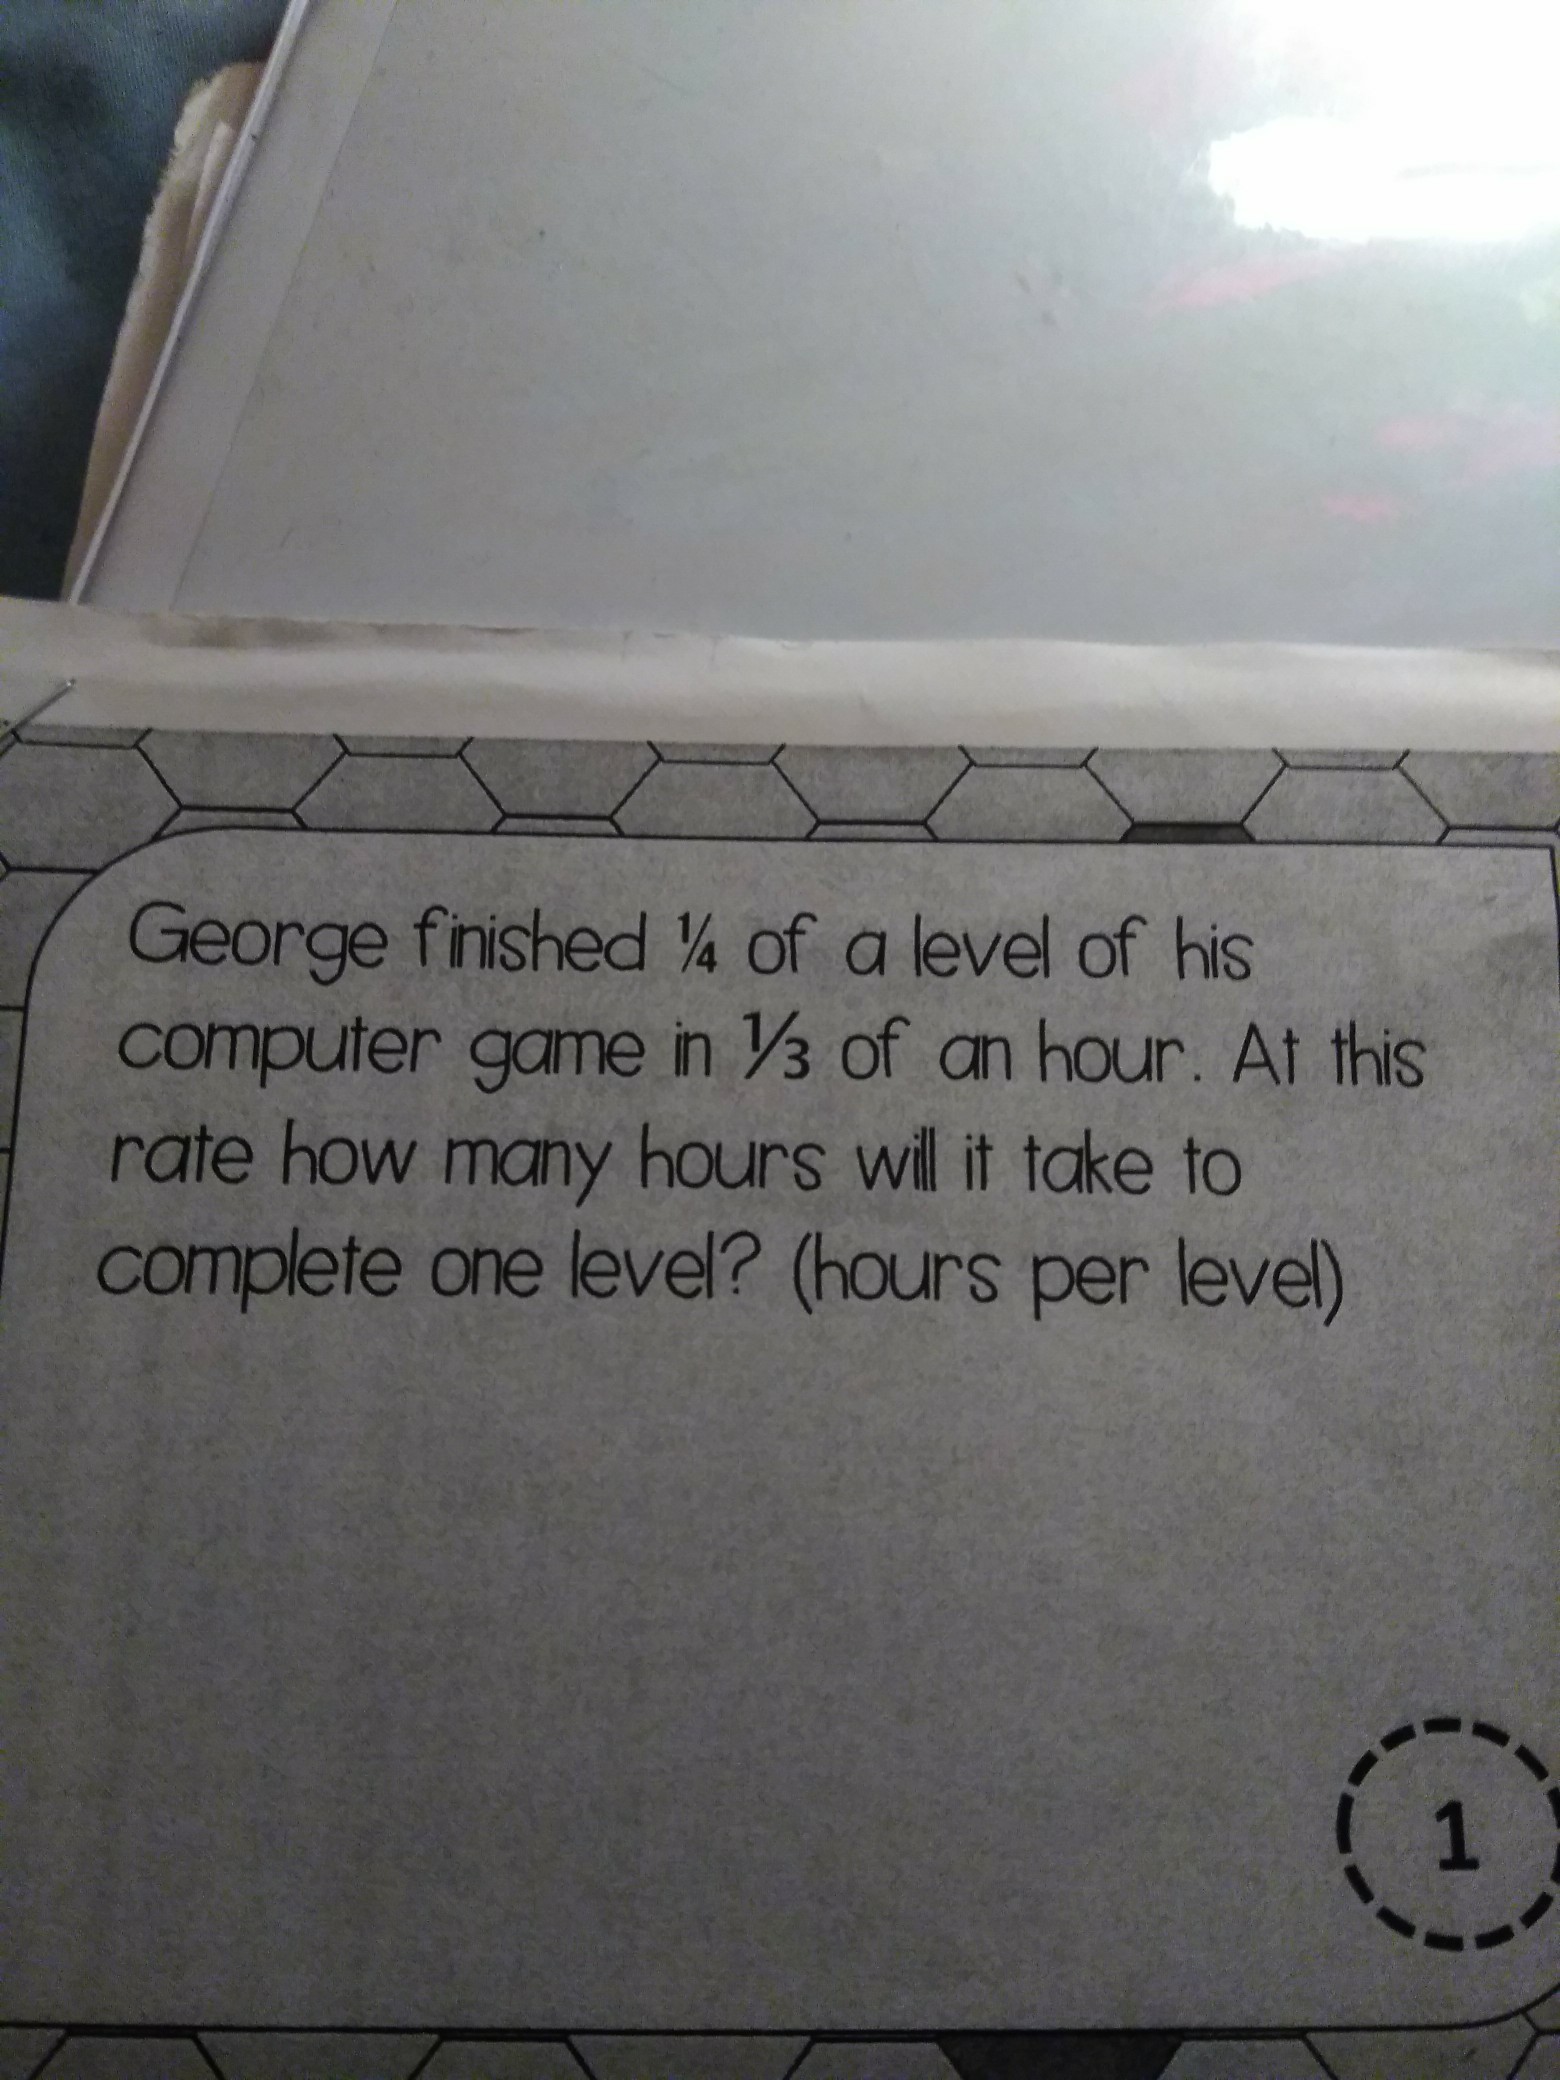 George finished ¼ of a level of his
computer game in ⅓ of an hour. At this
rate how many hours will it take to
complete one level? (hours per level)
1